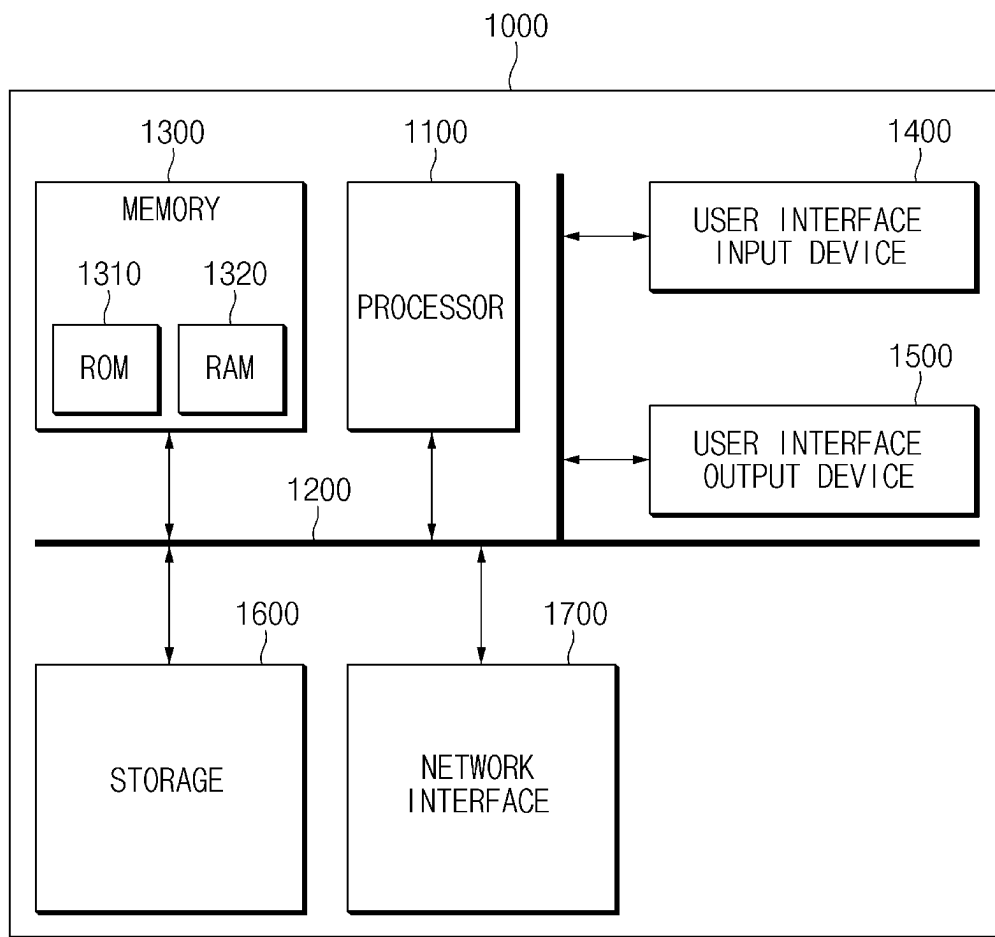 1000
1300
1100
1400
MEMORY
USER INTERFACE
INPUT DEVICE
1310
1320
PROCESSOR
ROM
RAM
1500
USER INTERFACE
OUTPUT DEVICE
1200
1600
1700
STORAGE
NETWORK
INTERFACE